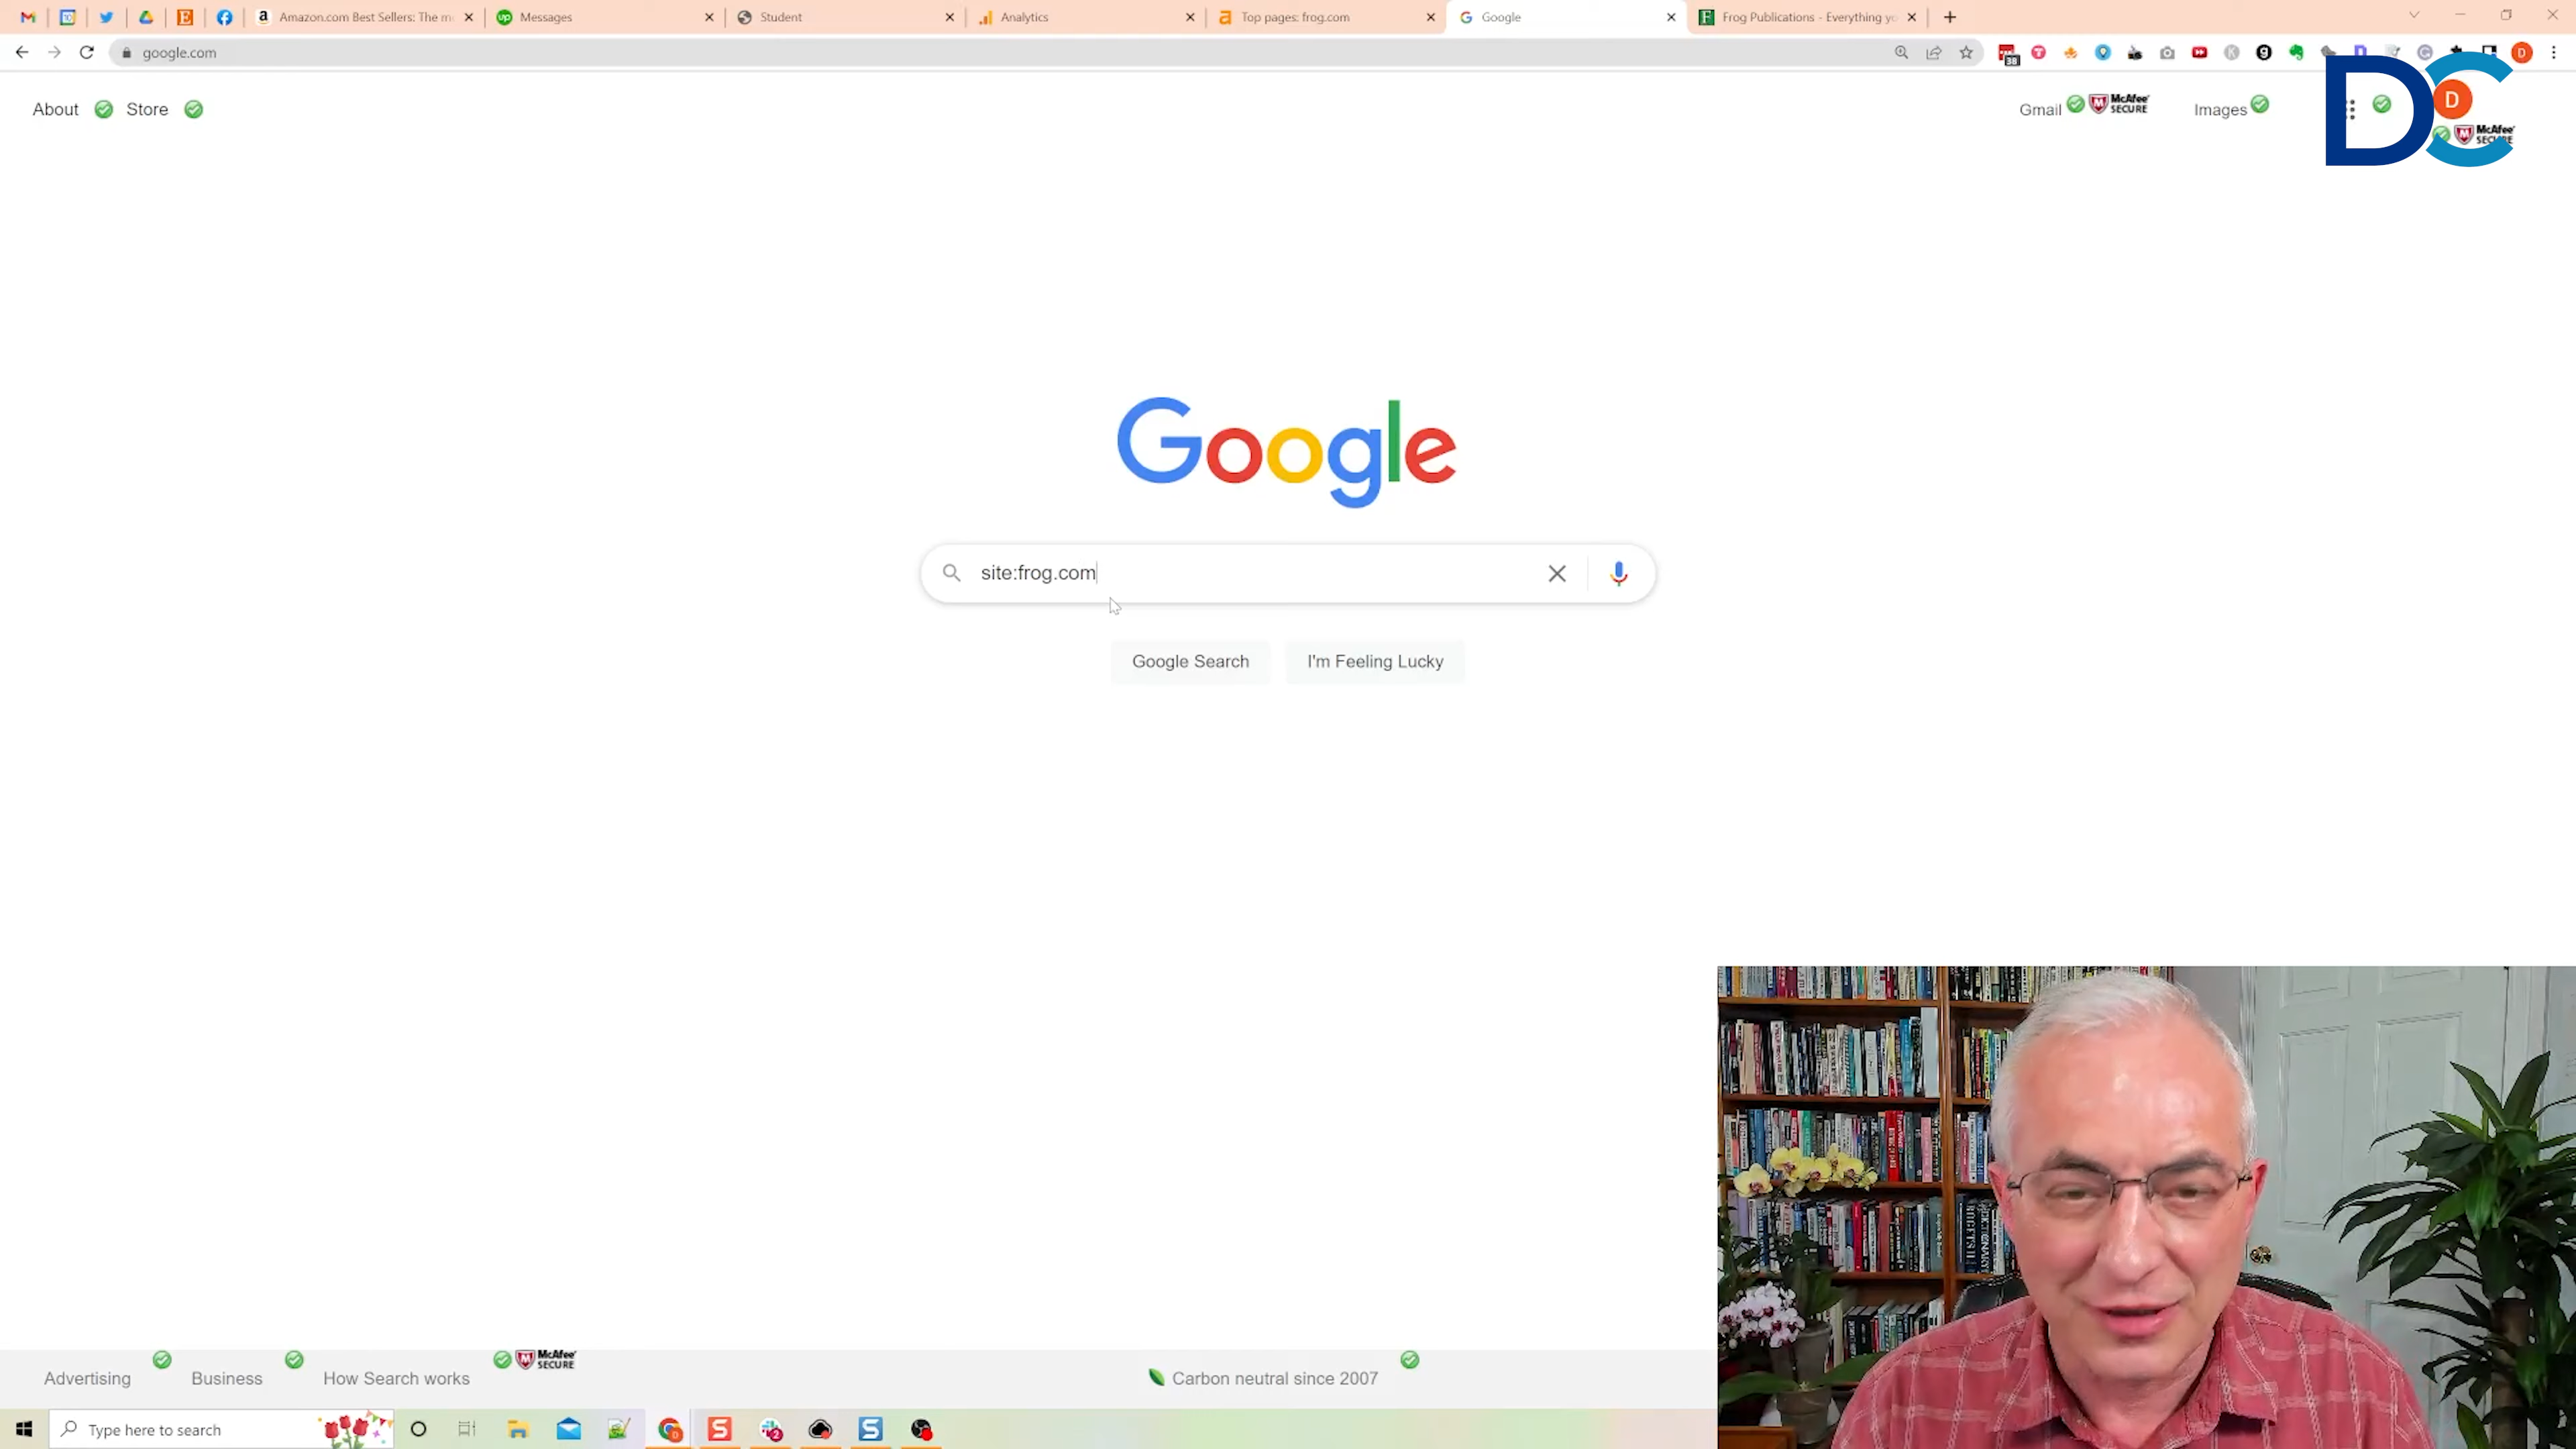 Amazon.com Best Sellers: The m
Messages
Student
Analytics
Top pages: frog.com
Google
Frog Publications - Everything yo
google.com
38
D
About
Store
Gmail
McAfee SECURE
Images
DC
D
McAfee SECURE
Google
site:frog.com
Google Search
I'm Feeling Lucky
McAfee SECURE
Advertising
Business
How Search works
Carbon neutral since 2007
Type here to search